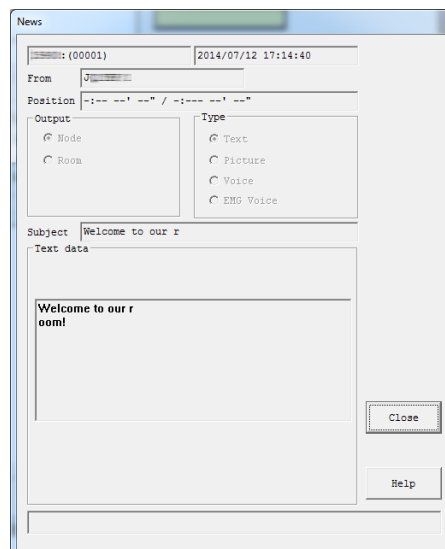 News
:(00001)
2014/07/12 17:14:40
From J
Position -:-- --' --" / -:--- --' --"
Output
Node
Room
Type
Text
Picture
Voice
EMG Voice
Subject Welcome to our r
Text data
Welcome to our r
oom!
Close
Help